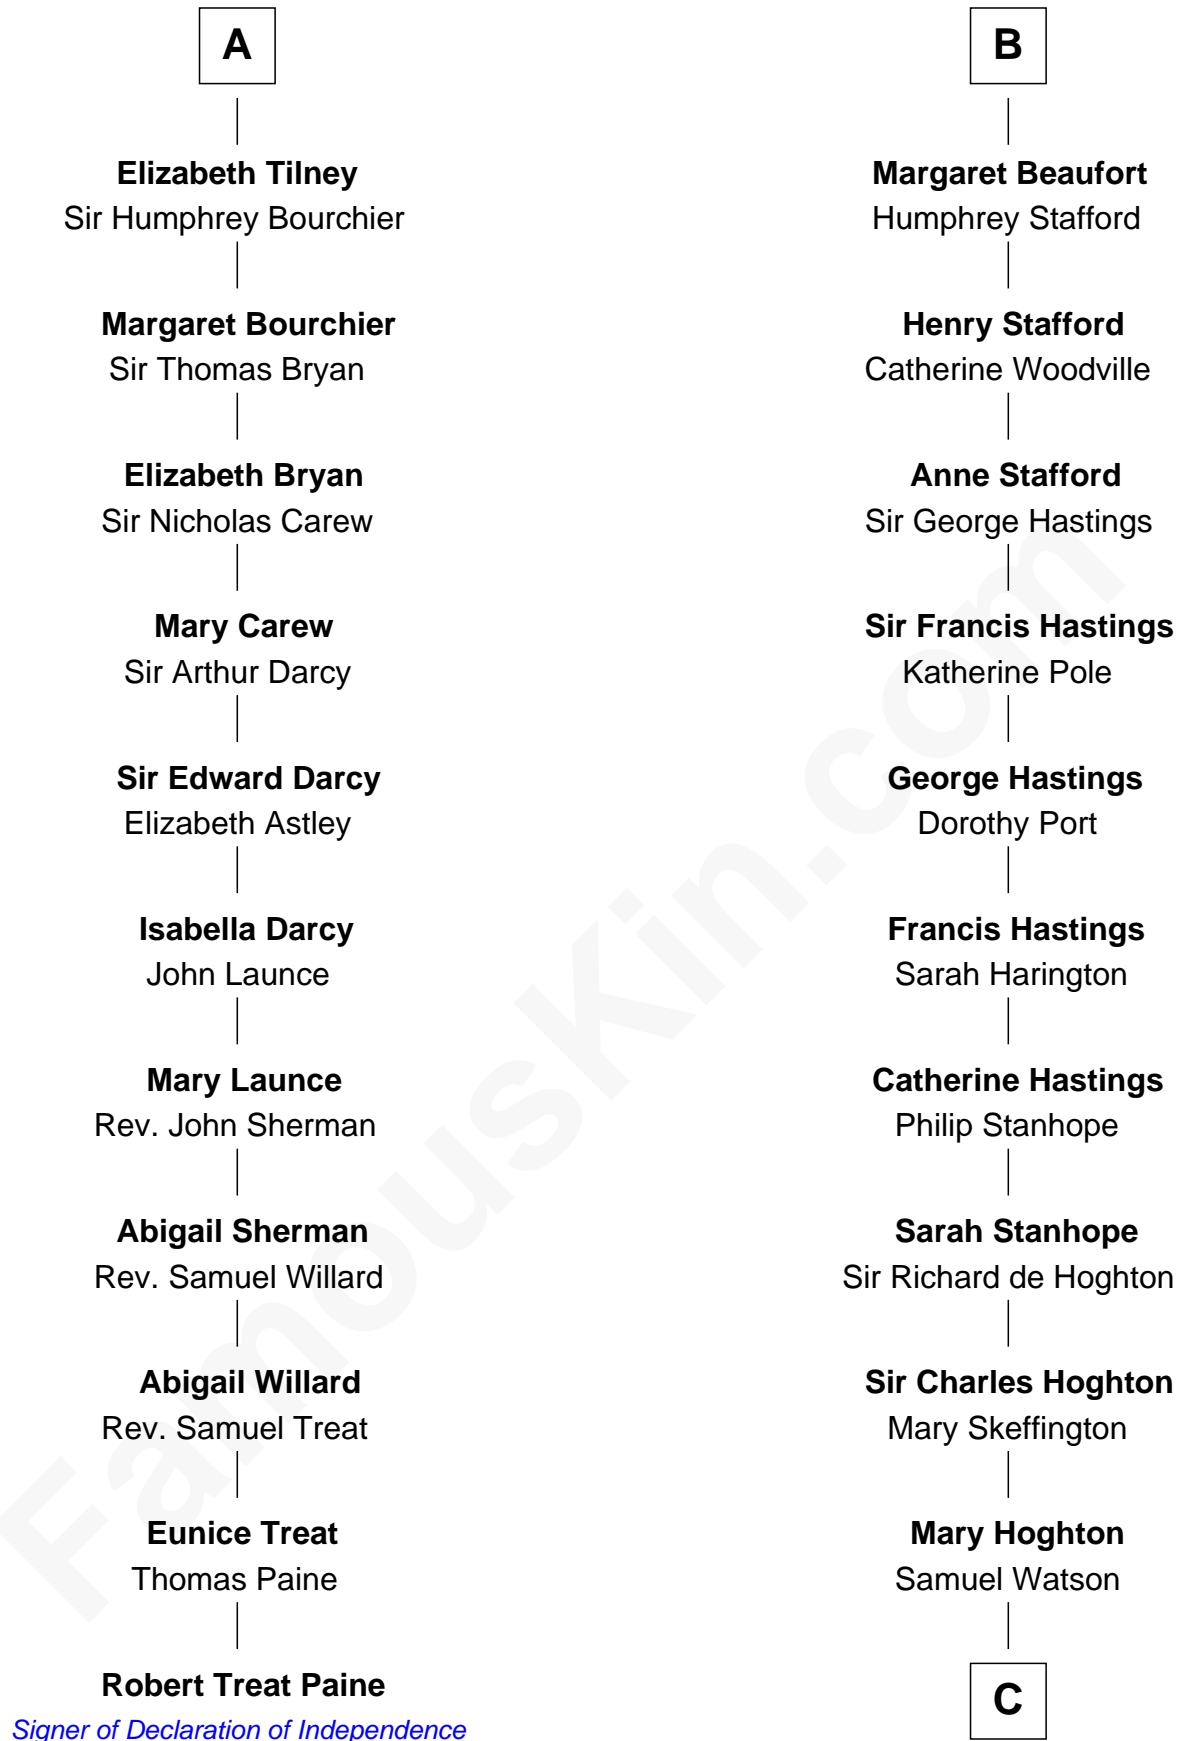 A
Elizabeth Tilney
Sir Humphrey Bourchier
Margaret Bourchier
Sir Thomas Bryan
Elizabeth Bryan
Sir Nicholas Carew
Mary Carew
Sir Arthur Darcy
Sir Edward Darcy
Elizabeth Astley
Isabella Darcy
John Launce
Mary Launce
Rev. John Sherman
Abigail Sherman
Rev. Samuel Willard
Abigail Willard
Rev. Samuel Treat
Eunice Treat
Thomas Paine
Robert Treat Paine
Signer of Declaration of Independence
B
Margaret Beaufort
Humphrey Stafford
Henry Stafford
Catherine Woodville
Anne Stafford
Sir George Hastings
Sir Francis Hastings
Katherine Pole
George Hastings
Dorothy Port
Francis Hastings
Sarah Harington
Catherine Hastings
Philip Stanhope
Sarah Stanhope
Sir Richard de Hoghton
Sir Charles Hoghton
Mary Skeffington
Mary Hoghton
Samuel Watson
C
FamousKin.com